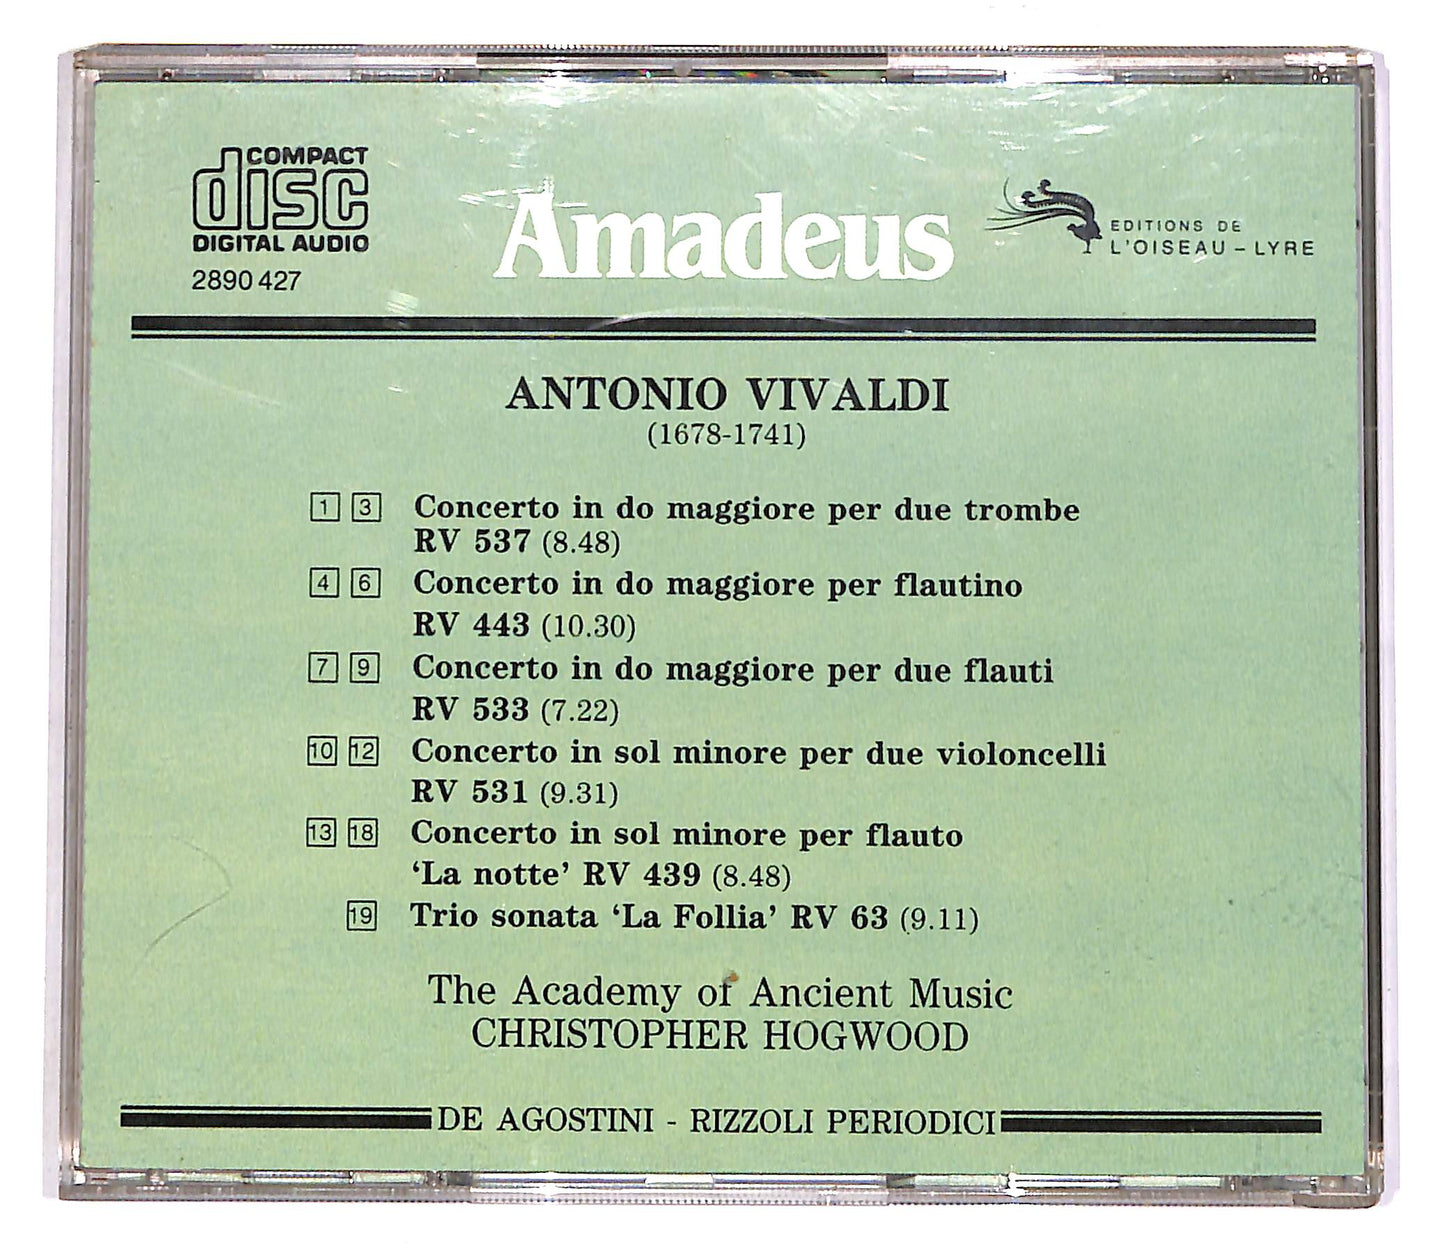 COMPACT
disc
DIGITAL AUDIO
2890 427
Amadeus
EDITIONS DE
L'OISEAU-LYRE
ANTONIO VIVALDI
(1678-1741)
1 3 Concerto in do maggiore per due trombe
RV 537 (8.48)
4 6 Concerto in do maggiore per flautino
RV 443 (10.30)
7 9 Concerto in do maggiore per due flauti
RV 533 (7.22)
10 12 Concerto in sol minore per due violoncelli
RV 531 (9.31)
13 18 Concerto in sol minore per flauto
‘La notte’ RV 439 (8.48)
19 Trio sonata ‘La Follia’ RV 63 (9.11)
The Academy of Ancient Music
CHRISTOPHER HOGWOOD
DE AGOSTINI - RIZZOLI PERIODICI